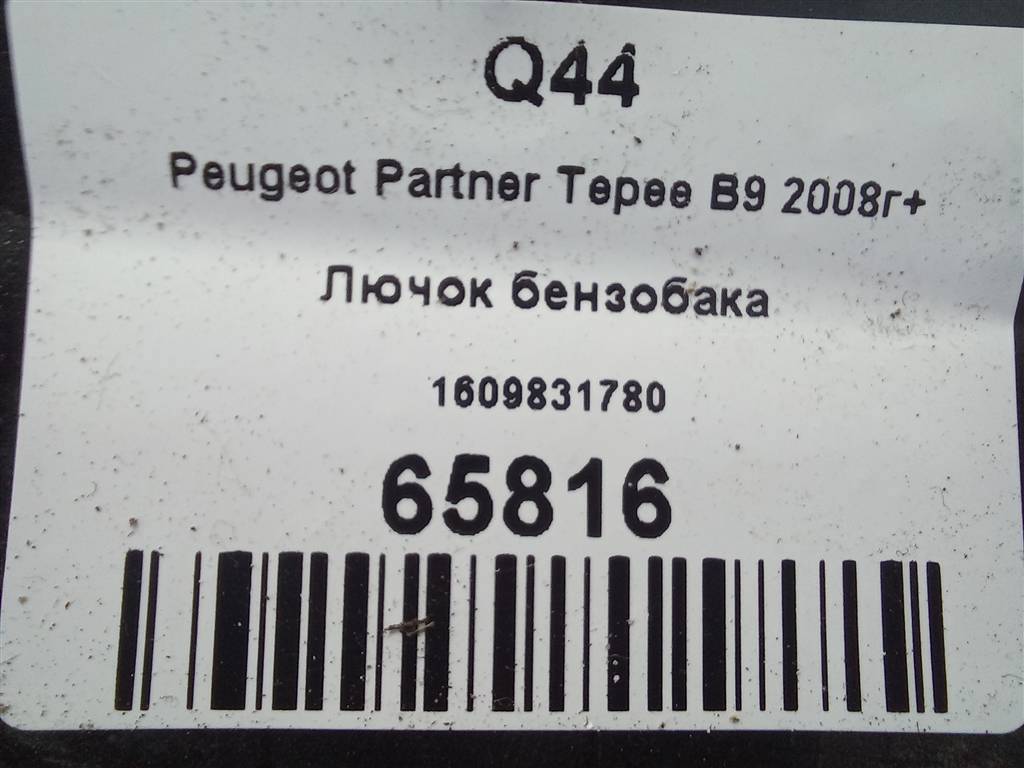 Q44
Peugeot Partner Tepee B9 2008г+
Лючок бензобака
1609831780
65816